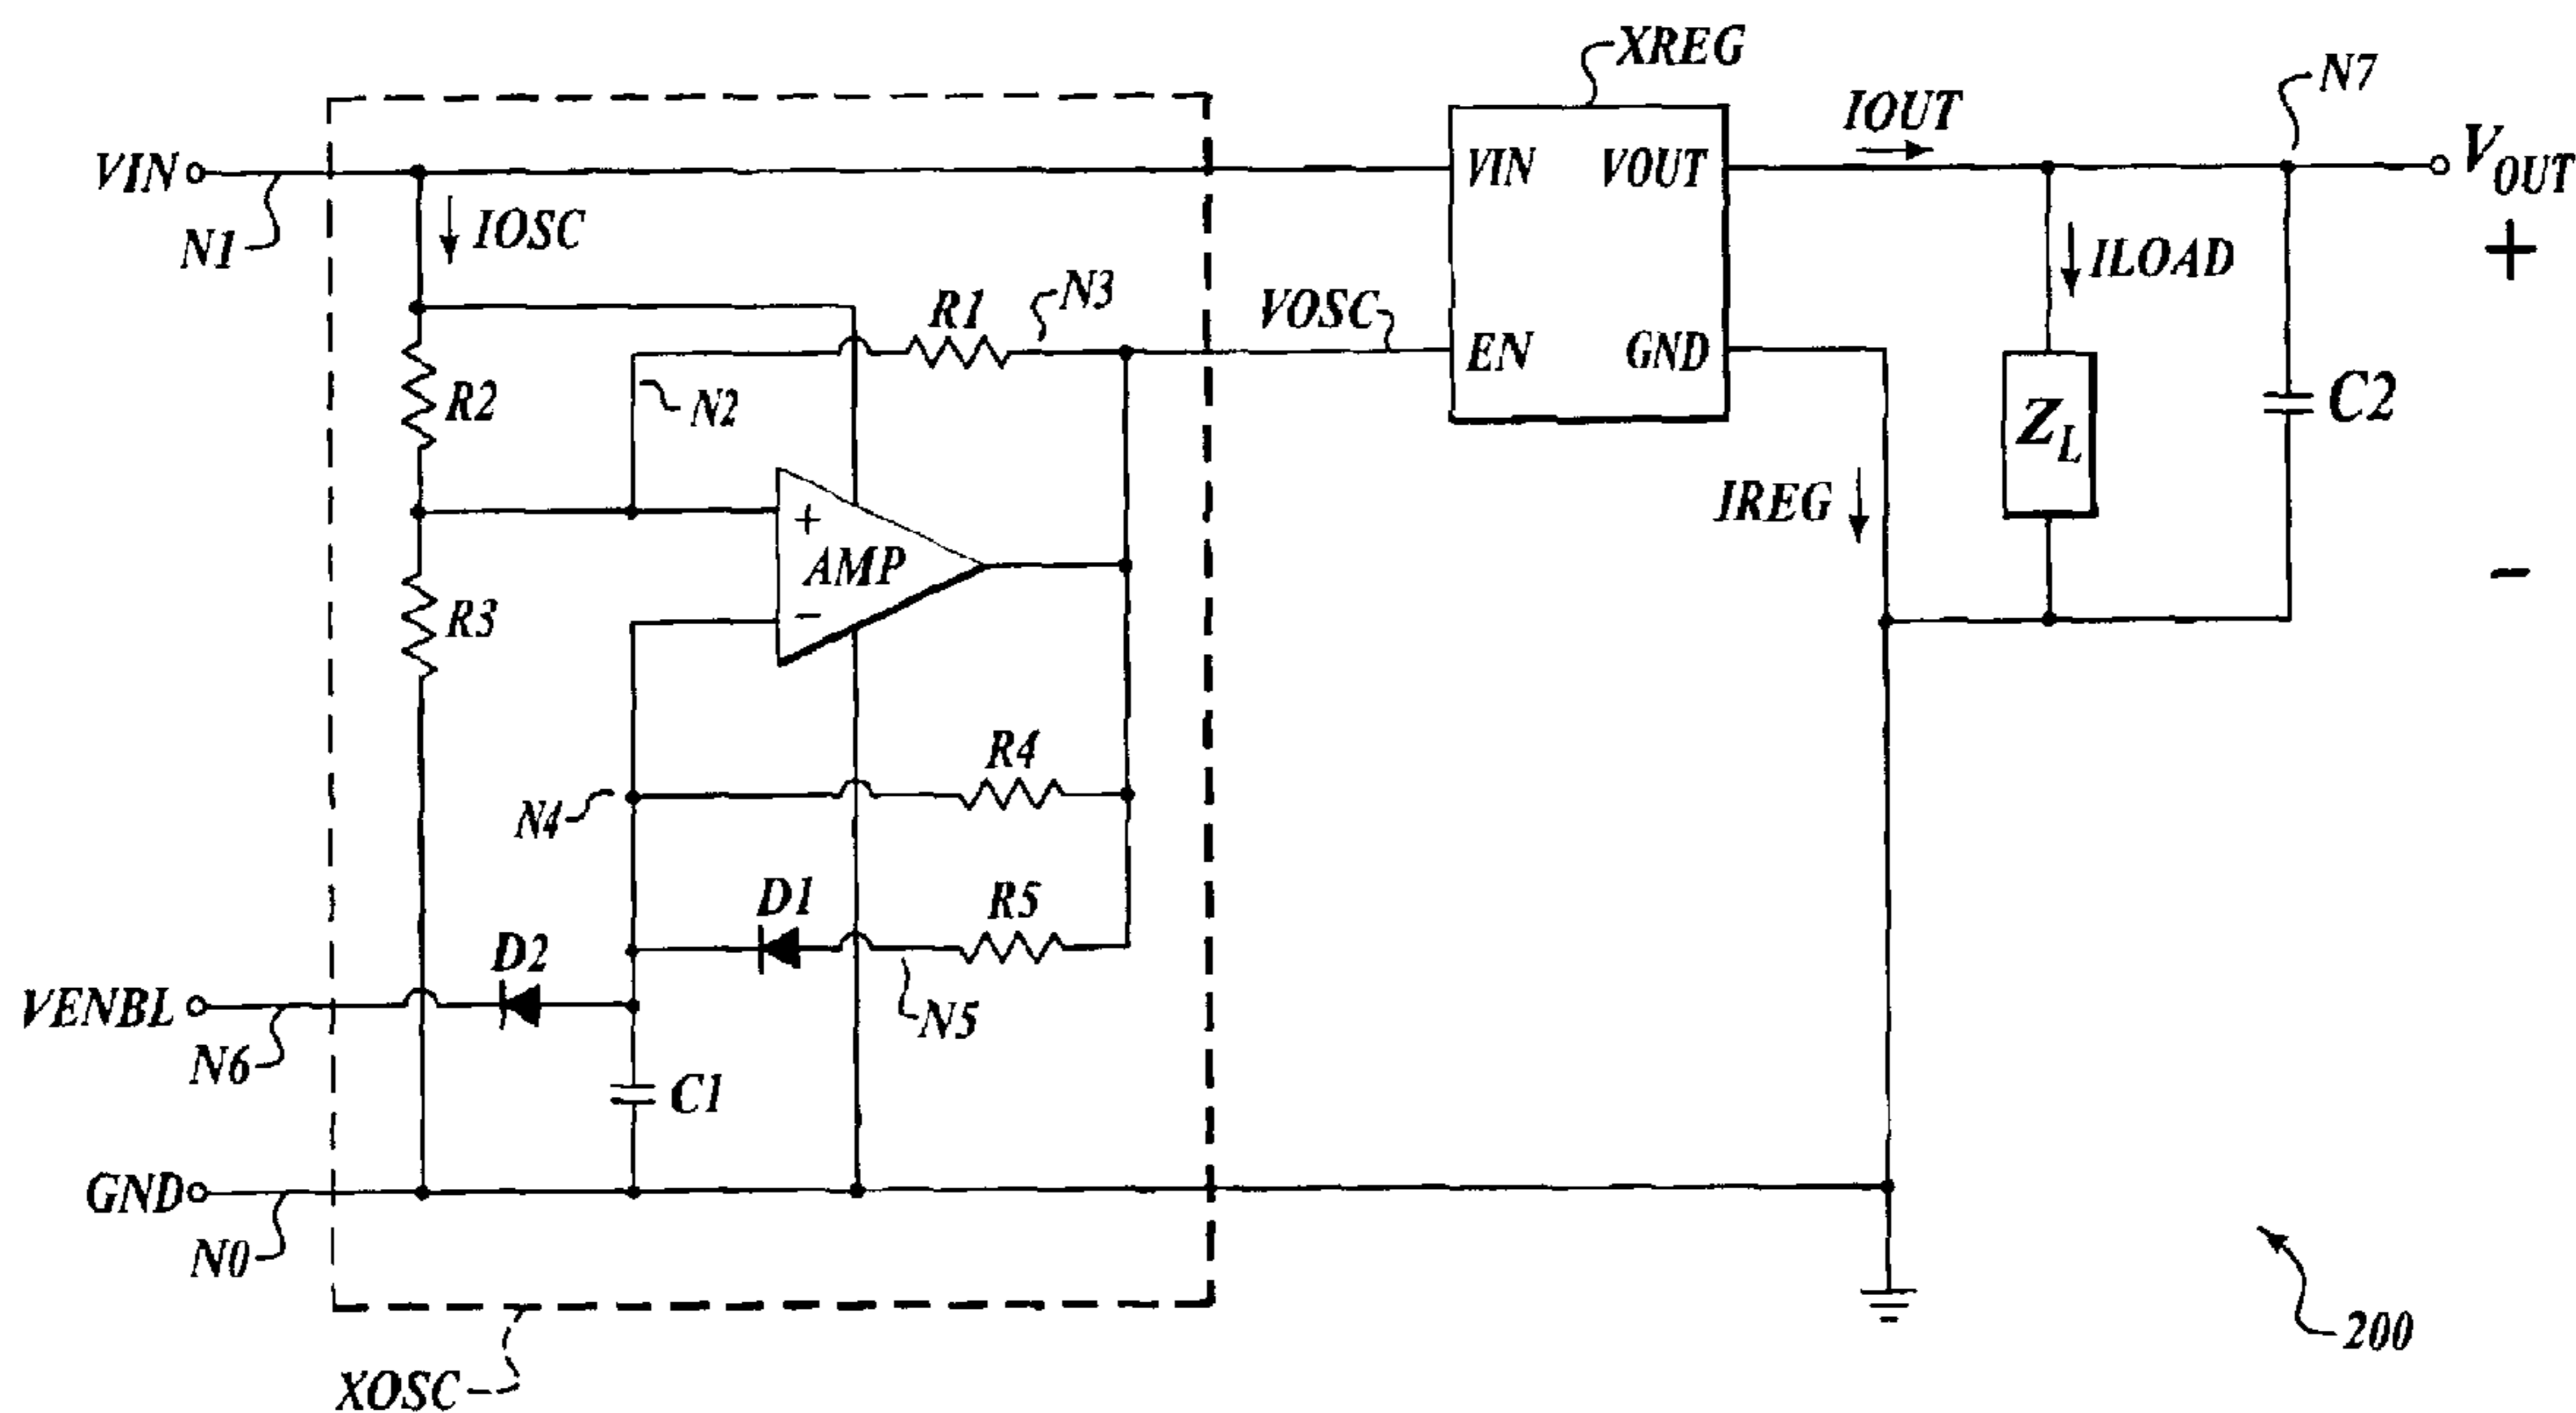 XREG
N7
IOUT
VIN
VIN
VOUT
VOUT
N1
IOSC
ILOAD
+
R1
N3
VOSC
EN
GND
R2
N2
ZL
C2
+
AMP
−
IREG
−
R3
R4
N4
D1
R5
D2
VENBL
N5
N6
C1
GND
N0
200
XOSC